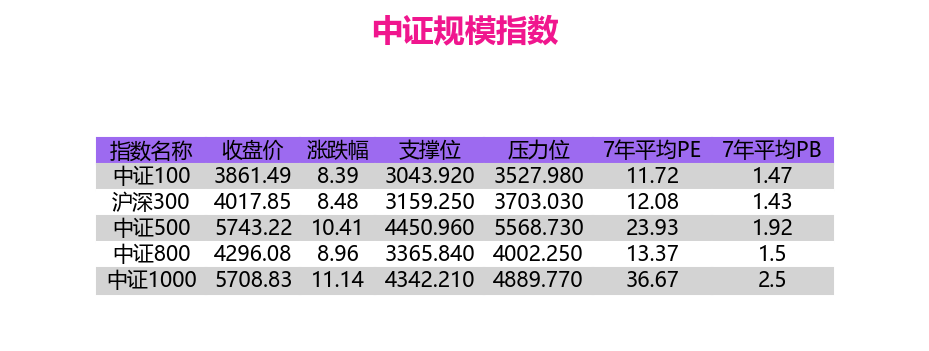 中证规模指数
指数名称 收盘价 涨跌幅 支撑位 压力位 7年平均PE 7年平均PB
中证100 3861.49 8.39 3043.920 3527.980 11.72 1.47
沪深300 4017.85 8.48 3159.250 3703.030 12.08 1.43
中证500 5743.22 10.41 4450.960 5568.730 23.93 1.92
中证800 4296.08 8.96 3365.840 4002.250 13.37 1.5
中证1000 5708.83 11.14 4342.210 4889.770 36.67 2.5